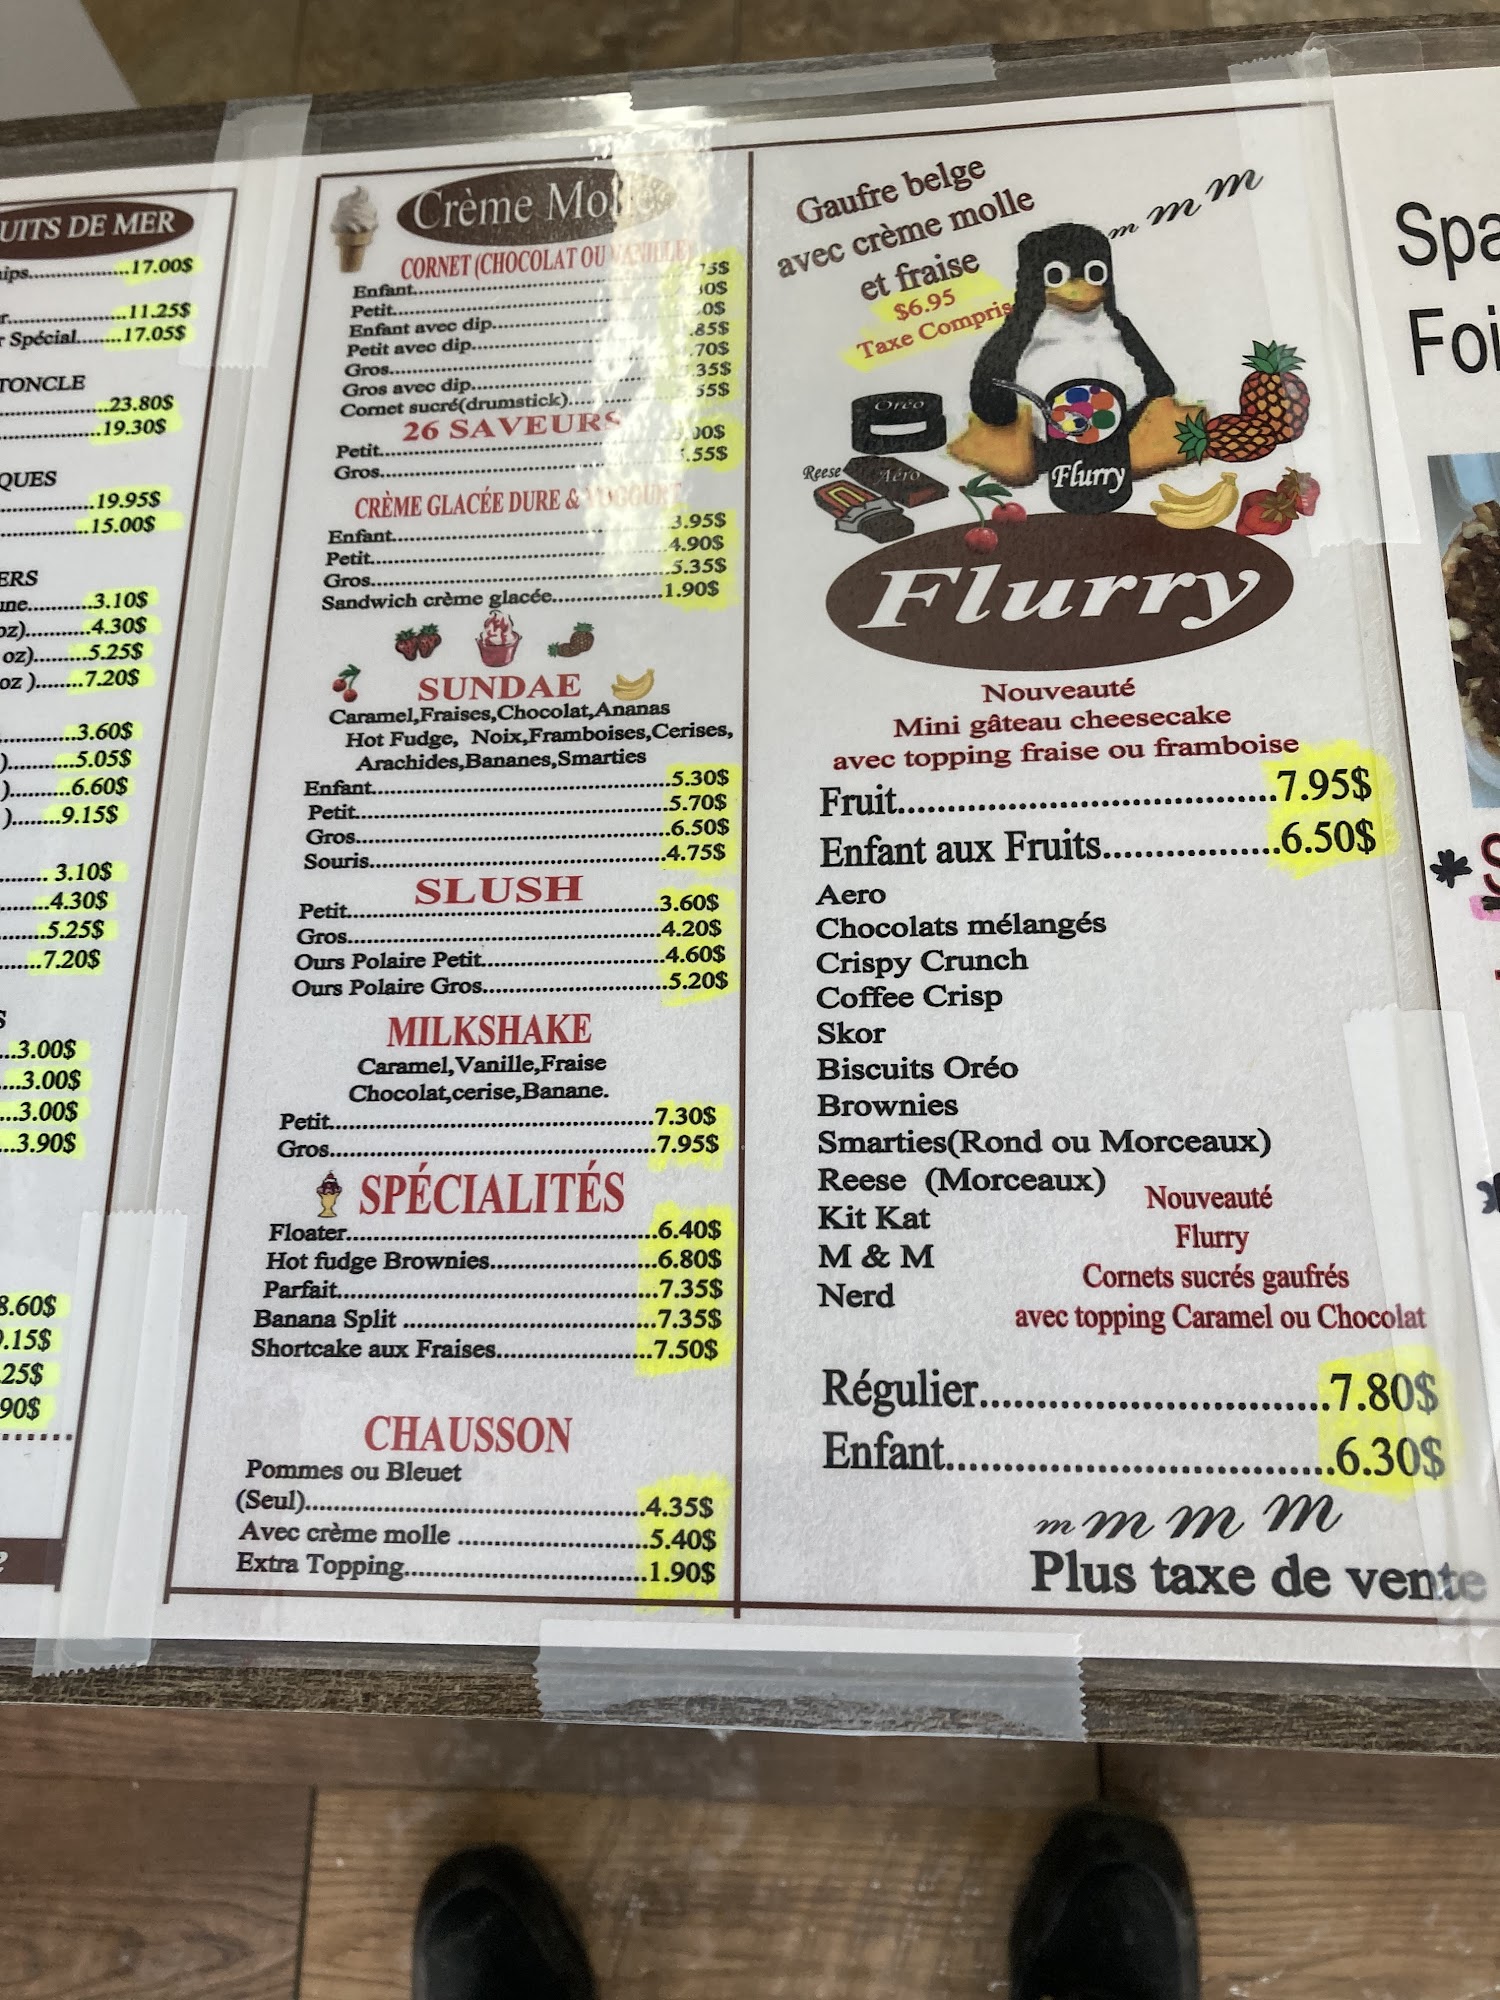 UITS DE MER
ips..................17.00$
r...................11.25$
r Spécial........17.05$
TONCLE
..................23.80$
..................19.30$
QUES
..................19.95$
..................15.00$
ERS
une...........3.10$
oz)...........4.30$
oz).........5.25$
oz )........7.20$
.............3.60$
)...........5.05$
)..........6.60$
)........9.15$
........ 3.10$
.........4.30$
.........5.25$
........7.20$
S
...3.00$
....3.00$
...3.00$
...3.90$
8.60$
.15$
25$
90$
Crème Molle
CORNET (CHOCOLAT OU VANILLE)
Enfant
Petit
Enfant avec dip
Petit avec dip .85$
Gros .70$
Gros avec dip .35$
Cornet sucré(drumstick) .55$
26 SAVEURS
Petit
Gros .55$
CRÈME GLACÉE DURE & YOGOURT
Enfant..................3.95$
Petit..................4.90$
Gros..................5.35$
Sandwich crème glacée..................1.90$
SUNDAE
Caramel,Fraises,Chocolat,Ananas
Hot Fudge, Noix,Framboises,Cerises,
Arachides,Bananes,Smarties
Enfant..................5.30$
Petit..................5.70$
Gros..................6.50$
Souris..................4.75$
SLUSH
Petit..................3.60$
Gros..................4.20$
Ours Polaire Petit..................4.60$
Ours Polaire Gros..................5.20$
MILKSHAKE
Caramel,Vanille,Fraise
Chocolat,cerise,Banane.
Petit..................7.30$
Gros..................7.95$
SPÉCIALITÉS
Floater..................6.40$
Hot fudge Brownies..................6.80$
Parfait..................7.35$
Banana Split ..................7.35$
Shortcake aux Fraises..................7.50$
CHAUSSON
Pommes ou Bleuet
(Seul)..................4.35$
Avec crème molle ..................5.40$
Extra Topping..................1.90$
Gaufre belge
avec crème molle
et fraise
$6.95
Taxe Compris
m m m
Oréo
Reese
Aéro
Flurry
Flurry
Nouveauté
Mini gâteau cheesecake
avec topping fraise ou framboise
Fruit..................7.95$
Enfant aux Fruits..................6.50$
Aero
Chocolats mélangés
Crispy Crunch
Coffee Crisp
Skor
Biscuits Oréo
Brownies
Smarties(Rond ou Morceaux)
Reese (Morceaux)
Kit Kat
M & M
Nerd
Nouveauté
Flurry
Cornets sucrés gaufrés
avec topping Caramel ou Chocolat
Régulier..................7.80$
Enfant..................6.30$
m m m m
Plus taxe de vente
Spa
Foi